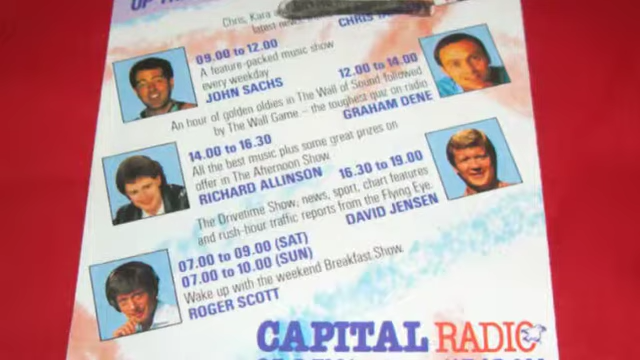 UP TH
Chris, Kara
latest news
CHRIS
09.00 to 12.00
A feature-packed music show
every weekday
JOHN SACHS
12.00 to 14.00
An hour of golden oldies in The Wall of Sound followed
by The Wall Game – the toughest quiz on radio
GRAHAM DENE
14.00 to 16.30
All the best music plus some great prizes on
offer in The Afternoon Show.
RICHARD ALLINSON
16.30 to 19.00
The Drivetime Show, news, sport, chart features
and rush-hour traffic reports from the Flying Eye.
DAVID JENSEN
07.00 to 09.00 (SAT)
07.00 to 10.00 (SUN)
Wake up with the weekend Breakfast Show.
ROGER SCOTT
CAPITAL RADIO